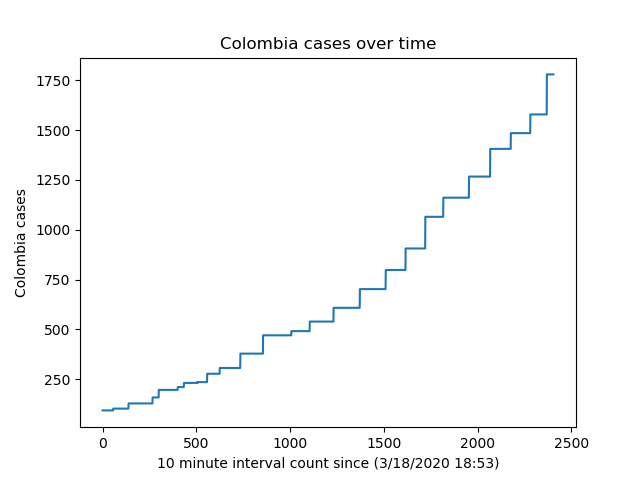 Colombia cases over time
1750
1500
1250
1000
750
500
250
Colombia cases
0 500 1000 1500 2000 2500
10 minute interval count since (3/18/2020 18:53)